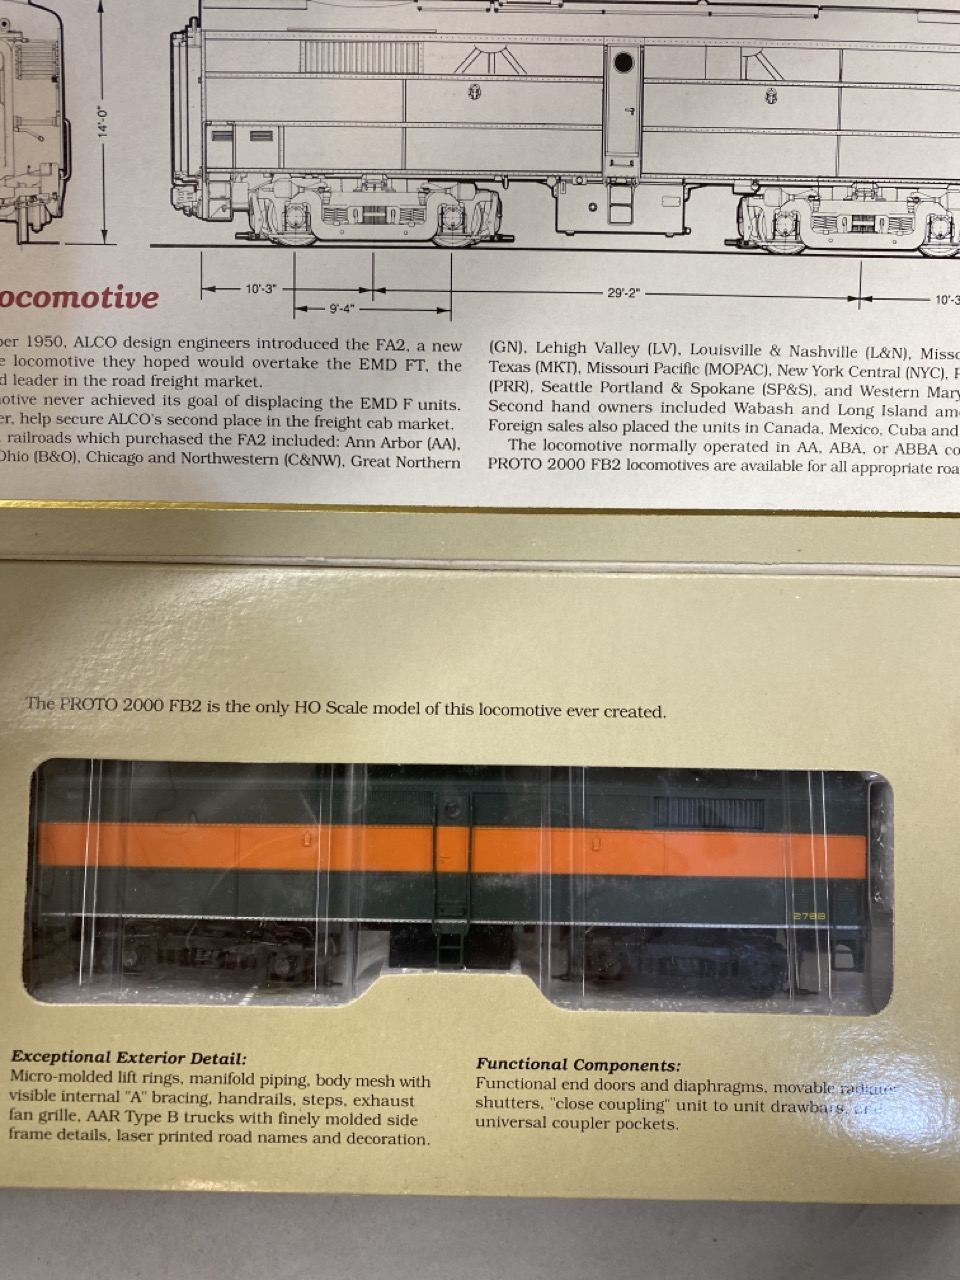 14'-0"
10'-3"
9'-4"
29'-2"
10'-3
ocomotive
ber 1950, ALCO design engineers introduced the FA2, a new
e locomotive they hoped would overtake the EMD FT, the
d leader in the road freight market.
otive never achieved its goal of displacing the EMD F units.
er, help secure ALCO's second place in the freight cab market.
railroads which purchased the FA2 included: Ann Arbor (AA),
Ohio (B&O), Chicago and Northwestern (C&NW), Great Northern
(GN), Lehigh Valley (LV), Louisville & Nashville (L&N), Misso
Texas (MKT), Missouri Pacific (MOPAC), New York Central (NYC), P
(PRR), Seattle Portland & Spokane (SP&S), and Western Mary
Second hand owners included Wabash and Long Island am
Foreign sales also placed the units in Canada, Mexico, Cuba and
The locomotive normally operated in AA, ABA, or ABBA co
PROTO 2000 FB2 locomotives are available for all appropriate roa
The PROTO 2000 FB2 is the only HO Scale model of this locomotive ever created.
278B
Exceptional Exterior Detail:
Micro-molded lift rings, manifold piping, body mesh with
visible internal "A" bracing, handrails, steps, exhaust
fan grille, AAR Type B trucks with finely molded side
frame details, laser printed road names and decoration.
Functional Components:
Functional end doors and diaphragms, movable radiator
shutters, "close coupling" unit to unit drawbars,
universal coupler pockets.